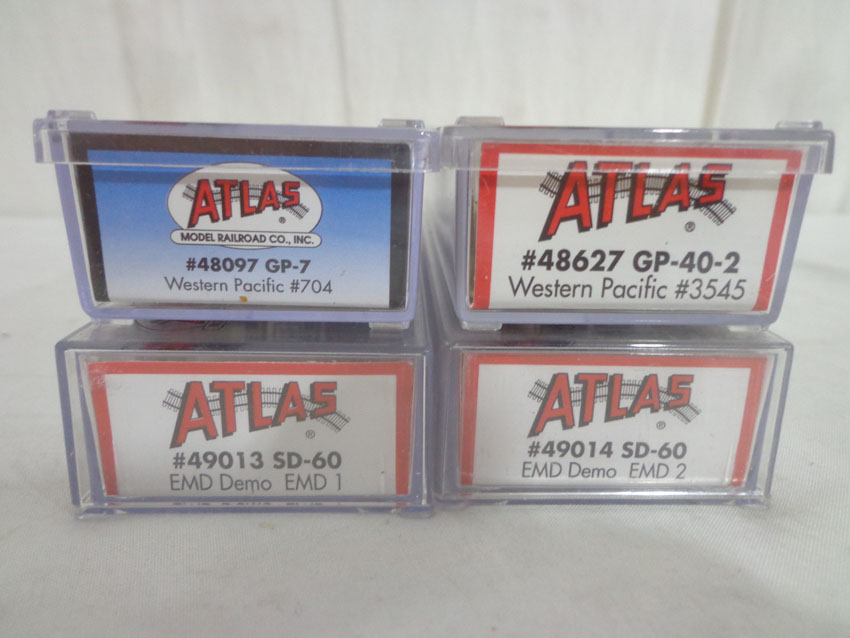 ATLAS
®
MODEL RAILROAD CO., INC.
#48097 GP-7
Western Pacific #704
ATLAS
®
#48627 GP-40-2
Western Pacific #3545
ATLAS
®
#49013 SD-60
EMD Demo EMD 1
ATLAS
®
#49014 SD-60
EMD Demo EMD 2